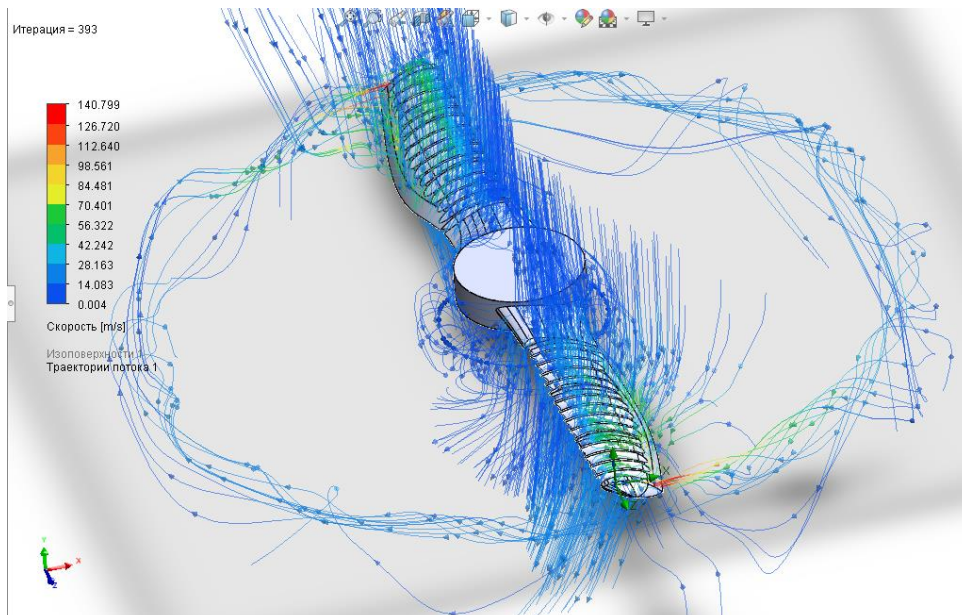 Итерация = 393
140.799
126.720
112.640
98.561
84.481
70.401
56.322
42.242
28.163
14.083
0.004
Скорость [m/s]
Изоповерхности 1
Траектории потока 1
X
Y
X
Z